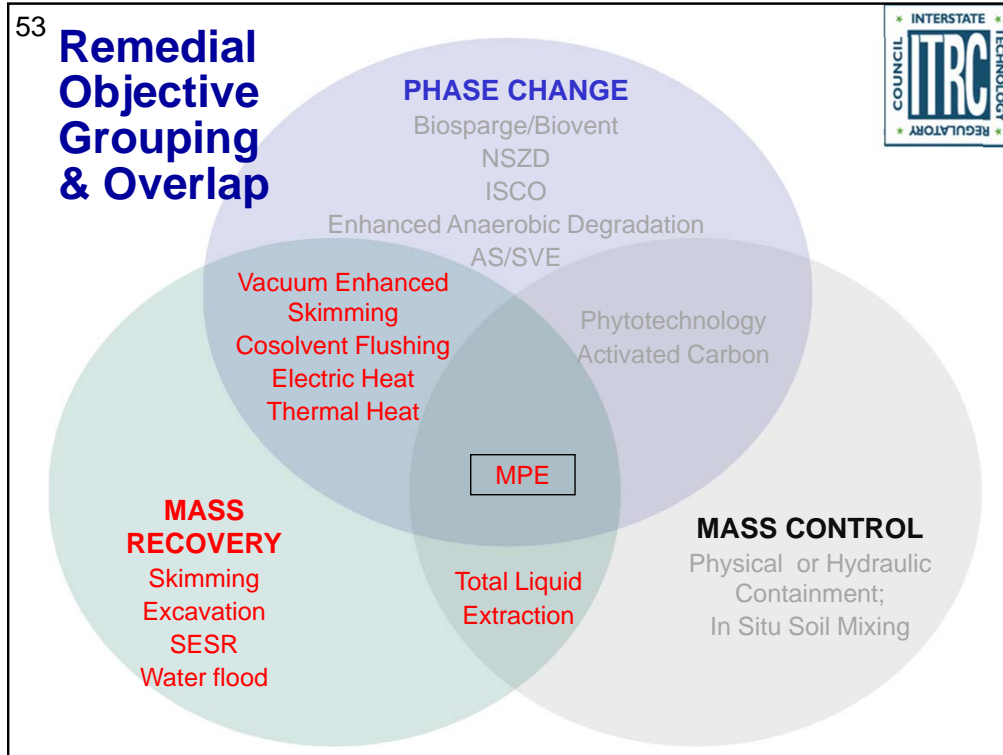 53
Remedial
Objective
Grouping
& Overlap
INTERSTATE
TECHNOLOGY
REGULATORY
COUNCIL
ITRC
PHASE CHANGE
Biosparge/Biovent
NSZD
ISCO
Enhanced Anaerobic Degradation
AS/SVE
Vacuum Enhanced
Skimming
Cosolvent Flushing
Electric Heat
Thermal Heat
Phytotechnology
Activated Carbon
MPE
MASS
RECOVERY
Skimming
Excavation
SESR
Water flood
Total Liquid
Extraction
MASS CONTROL
Physical or Hydraulic
Containment;
In Situ Soil Mixing